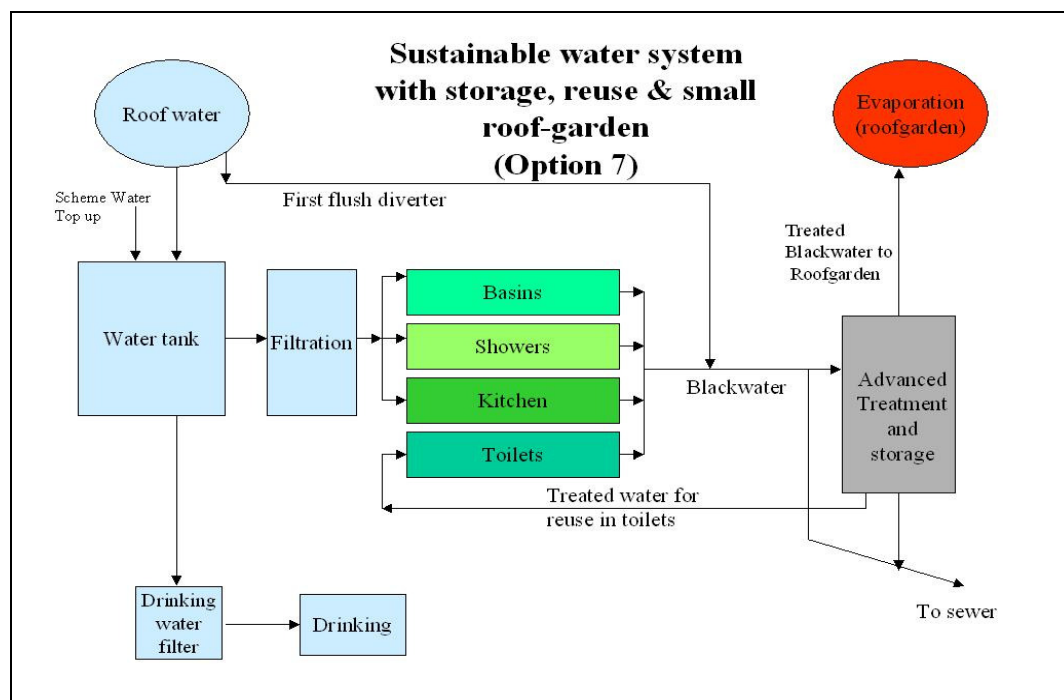 Sustainable water system
with storage, reuse & small
roof-garden
(Option 7)
Roof water
Evaporation
(roofgarden)
First flush diverter
Scheme Water
Top up
Treated
Blackwater to
Roofgarden
Water tank
Filtration
Basins
Showers
Kitchen
Toilets
Blackwater
Advanced
Treatment
and
storage
Treated water for
reuse in toilets
To sewer
Drinking
water
filter
Drinking